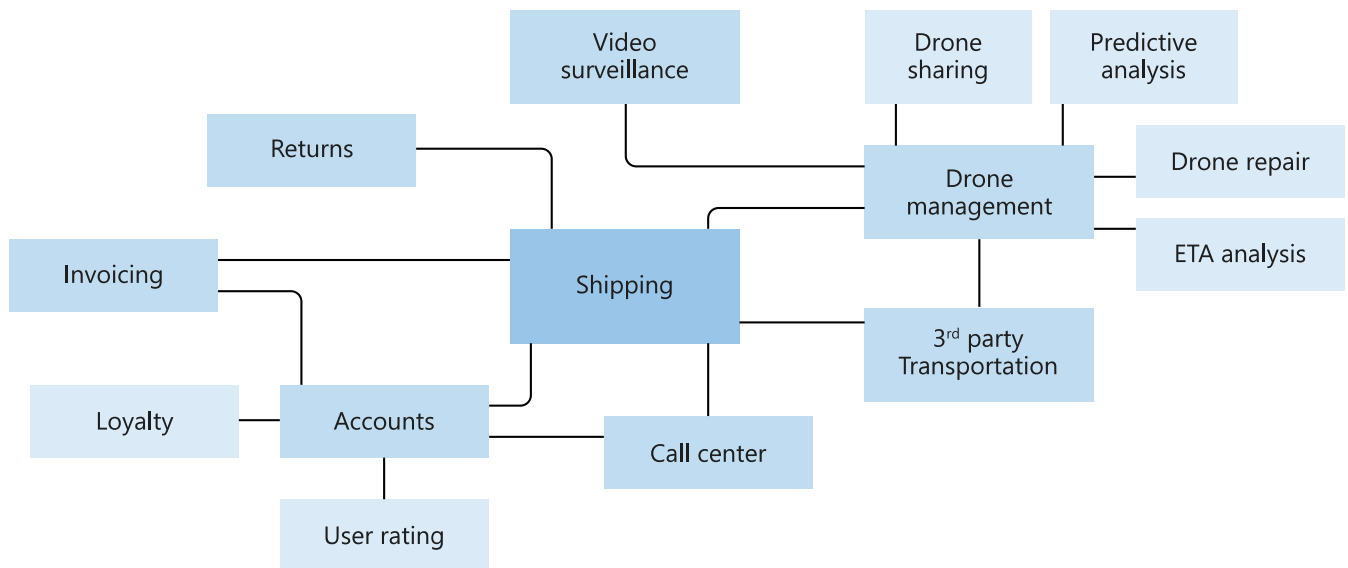 Video
surveillance
Drone
sharing
Predictive
analysis
Returns
Drone repair
Drone
management
ETA analysis
Invoicing
Shipping
3rd party
Transportation
Loyalty
Accounts
Call center
User rating